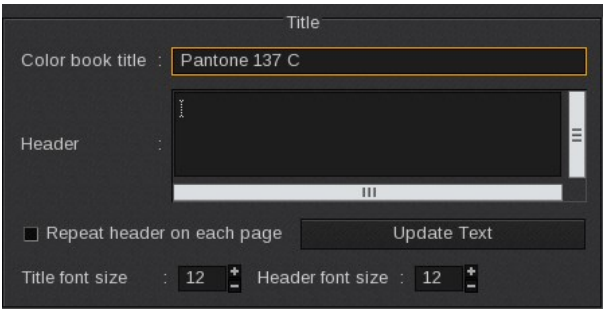 Title
Color book title : Pantone 137 C
Header :
Repeat header on each page Update Text
Title font size : 12 Header font size : 12